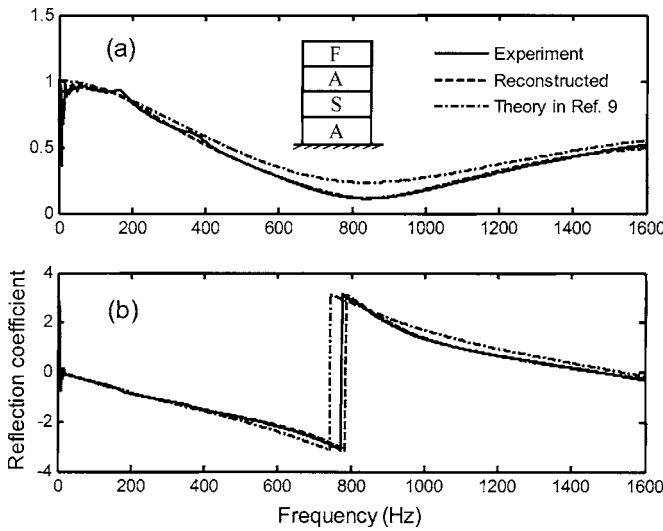 (a)
F
A
S
A
Experiment
Reconstructed
Theory in Ref. 9
1.5
1
0.5
0
0 200 400 600 800 1000 1200 1400 1600
(b)
4
2
0
-2
-4
0 200 400 600 800 1000 1200 1400 1600
Reflection coefficient
Frequency (Hz)